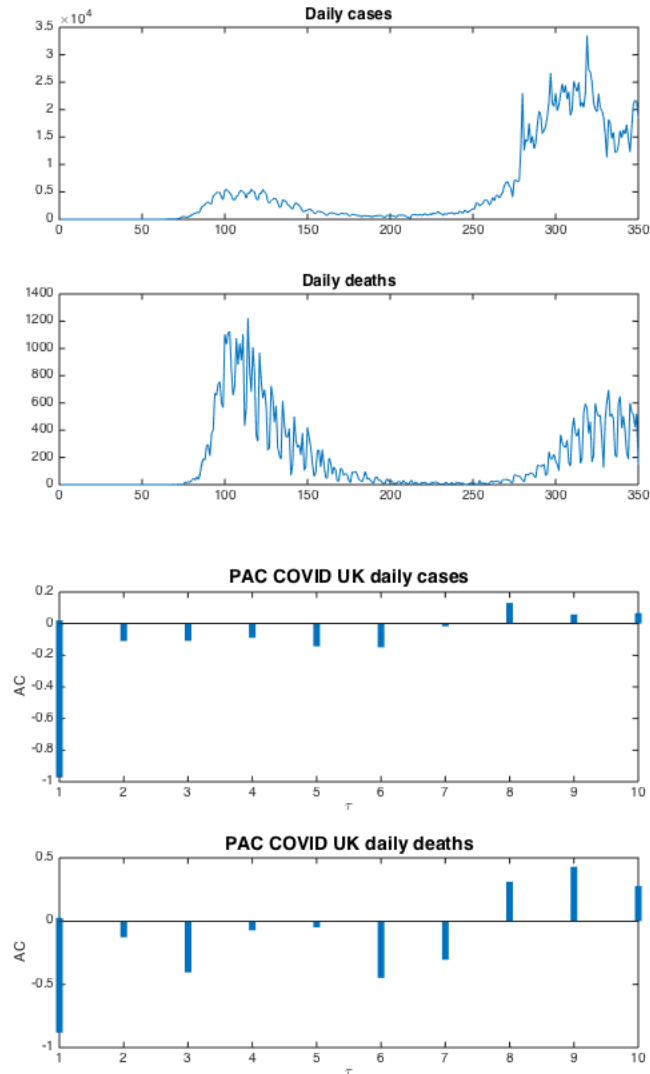 Daily cases
×10⁴
3.5
3
2.5
2
1.5
1
0.5
0
0 50 100 150 200 250 300 350
Daily deaths
1400
1200
1000
800
600
400
200
0
0 50 100 150 200 250 300 350
PAC COVID UK daily cases
0.2
0
-0.2
-0.4
-0.6
-0.8
-1
AC
1 2 3 4 5 6 7 8 9 10
τ
PAC COVID UK daily deaths
0.5
0
-0.5
-1
AC
1 2 3 4 5 6 7 8 9 10
τ